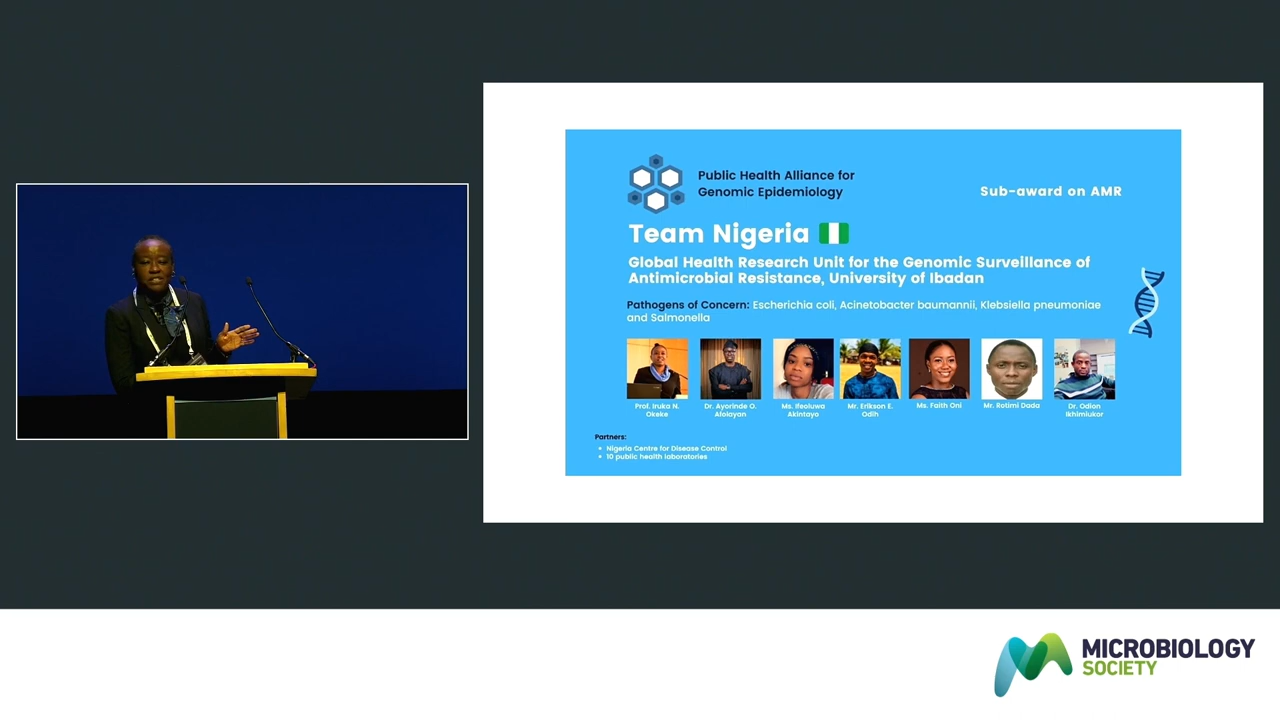 Public Health Alliance for
Genomic Epidemiology
Sub-award on AMR
Team Nigeria
Global Health Research Unit for the Genomic Surveillance of
Antimicrobial Resistance, University of Ibadan
Pathogens of Concern: Escherichia coli, Acinetobacter baumannii, Klebsiella pneumoniae
and Salmonella
Prof. Iruka N.
Okeke
Dr. Ayorinde O.
Afolayan
Ms. Ifeoluwa
Akintayo
Mr. Erikson E.
Odih
Ms. Faith Oni
Mr. Rotimi Dada
Dr. Odion
Ikhimiukor
Partners:
Nigeria Centre for Disease Control
10 public health laboratories
MICROBIOLOGY
SOCIETY